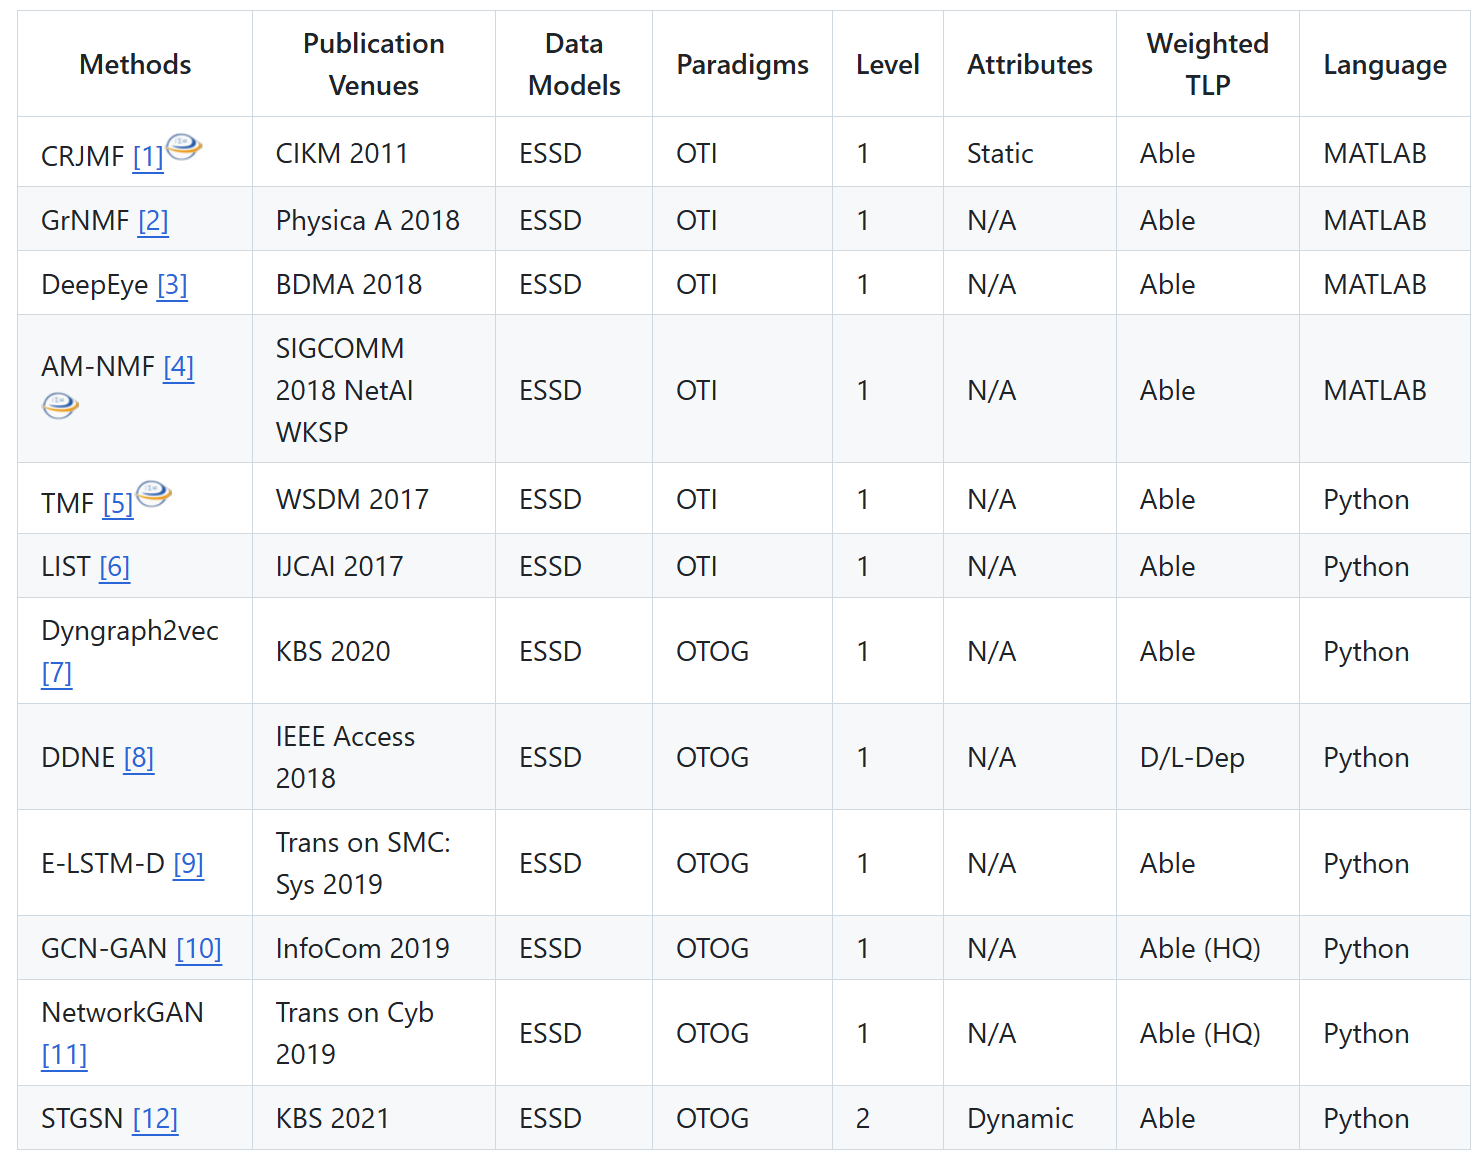 Methods Publication Venues Data Models Paradigms Level Attributes Weighted TLP Language
CRJMF [1] CIKM 2011 ESSD OTI 1 Static Able MATLAB
GrNMF [2] Physica A 2018 ESSD OTI 1 N/A Able MATLAB
DeepEye [3] BDMA 2018 ESSD OTI 1 N/A Able MATLAB
AM-NMF [4] SIGCOMM 2018 NetAI WKSP ESSD OTI 1 N/A Able MATLAB
TMF [5] WSDM 2017 ESSD OTI 1 N/A Able Python
LIST [6] IJCAI 2017 ESSD OTI 1 N/A Able Python
Dyngraph2vec [7] KBS 2020 ESSD OTOG 1 N/A Able Python
DDNE [8] IEEE Access 2018 ESSD OTOG 1 N/A D/L-Dep Python
E-LSTM-D [9] Trans on SMC: Sys 2019 ESSD OTOG 1 N/A Able Python
GCN-GAN [10] InfoCom 2019 ESSD OTOG 1 N/A Able (HQ) Python
NetworkGAN [11] Trans on Cyb 2019 ESSD OTOG 1 N/A Able (HQ) Python
STGSN [12] KBS 2021 ESSD OTOG 2 Dynamic Able Python